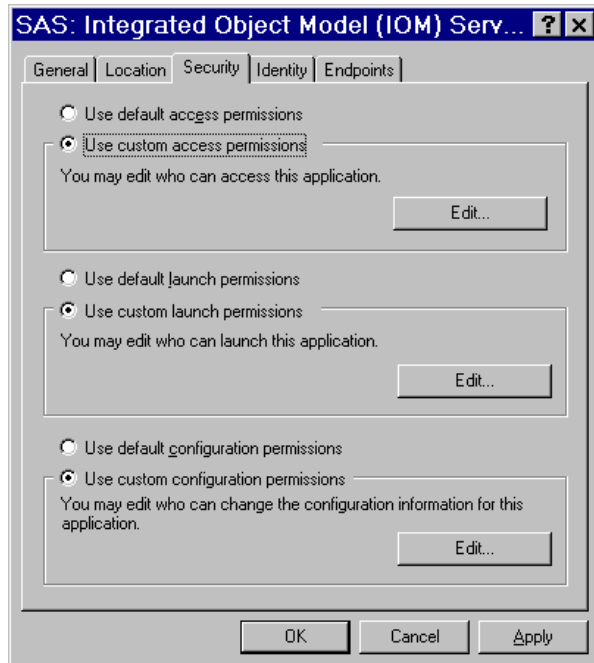 SAS: Integrated Object Model (IOM) Serv...
General Location Security Identity Endpoints
Use default access permissions
Use custom access permissions
You may edit who can access this application.
Edit...
Use default launch permissions
Use custom launch permissions
You may edit who can launch this application.
Edit...
Use default configuration permissions
Use custom configuration permissions
You may edit who can change the configuration information for this
application.
Edit...
OK Cancel Apply